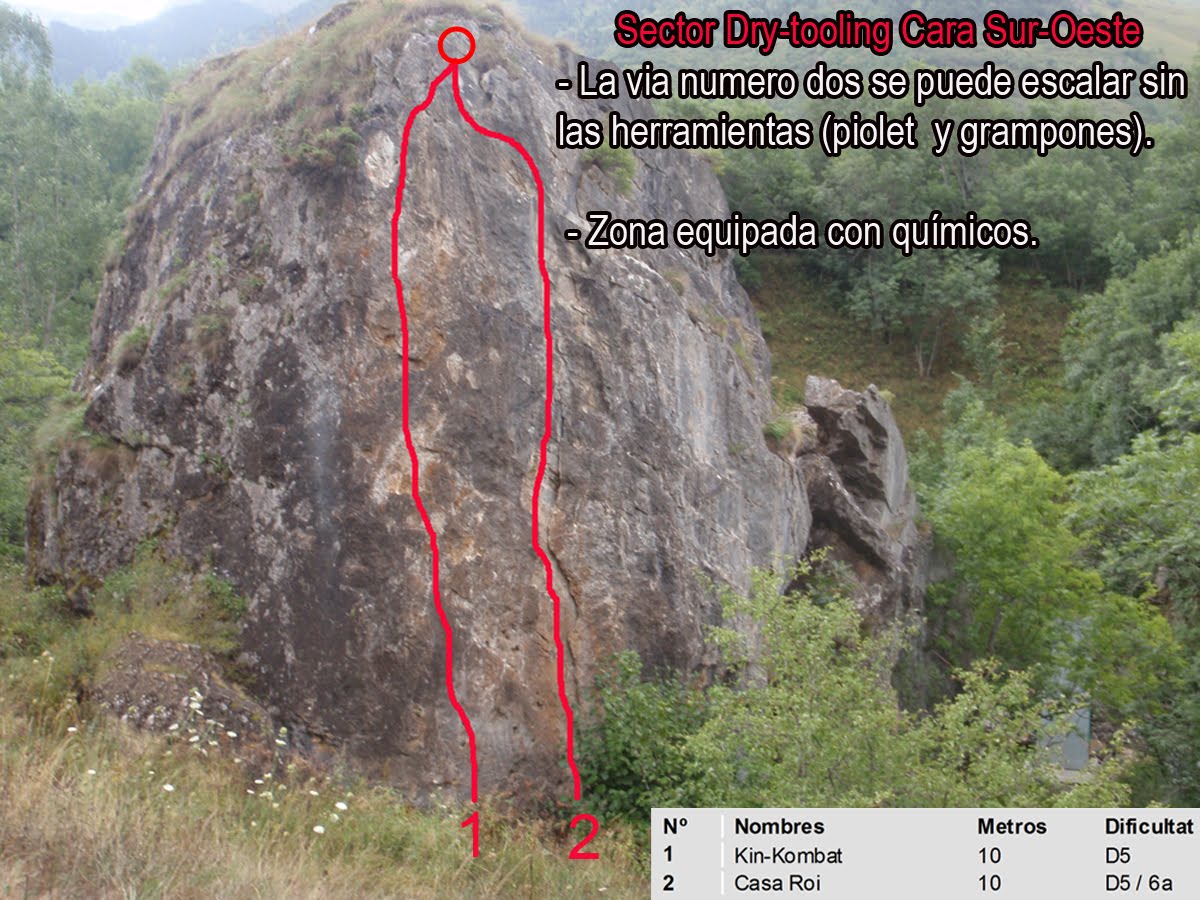 Sector Dry-tooling Cara Sur-Oeste
- La via numero dos se puede escalar sin
las herramientas (piolet y grampones).
- Zona equipada con químicos.
1 2
Nº Nombres Metros Dificultat
1 Kin-Kombat 10 D5
2 Casa Roi 10 D5 / 6a